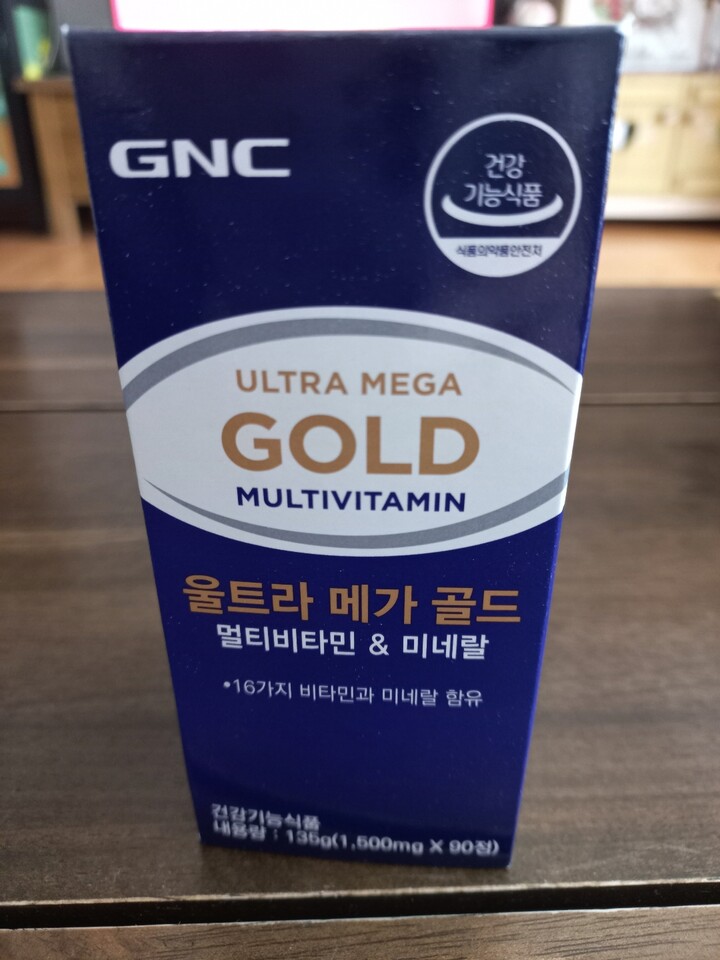 GNC
건강
기능식품
식품의약품안전처
ULTRA MEGA
GOLD
MULTIVITAMIN
울트라 메가 골드
멀티비타민 & 미네랄
•16가지 비타민과 미네랄 함유
건강기능식품
내용량 : 135g(1,500mg X 90정)